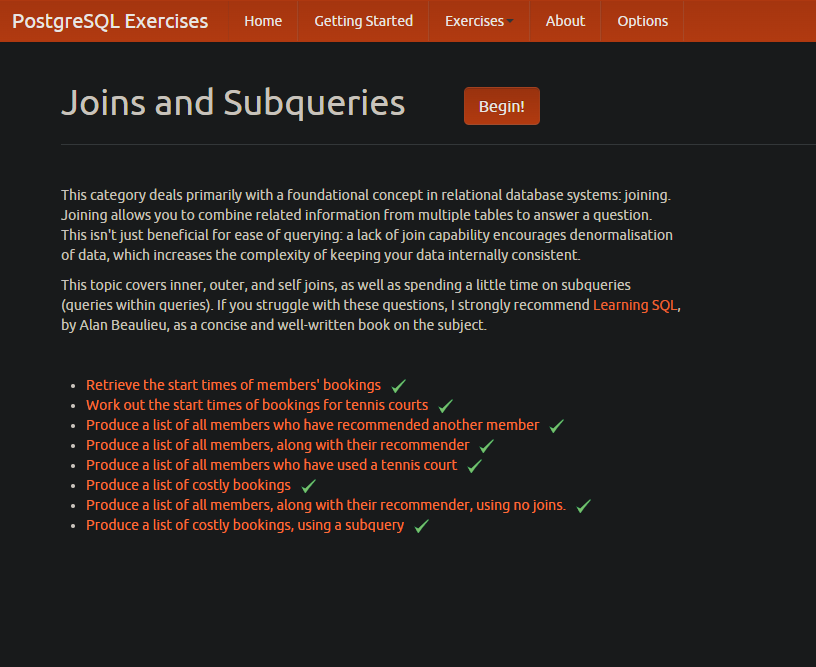 PostgreSQL Exercises Home Getting Started Exercises About Options
Joins and Subqueries Begin!
This category deals primarily with a foundational concept in relational database systems: joining.
Joining allows you to combine related information from multiple tables to answer a question.
This isn't just beneficial for ease of querying: a lack of join capability encourages denormalisation
of data, which increases the complexity of keeping your data internally consistent.
This topic covers inner, outer, and self joins, as well as spending a little time on subqueries
(queries within queries). If you struggle with these questions, I strongly recommend Learning SQL,
by Alan Beaulieu, as a concise and well-written book on the subject.
Retrieve the start times of members' bookings
Work out the start times of bookings for tennis courts
Produce a list of all members who have recommended another member
Produce a list of all members, along with their recommender
Produce a list of all members who have used a tennis court
Produce a list of costly bookings
Produce a list of all members, along with their recommender, using no joins.
Produce a list of costly bookings, using a subquery